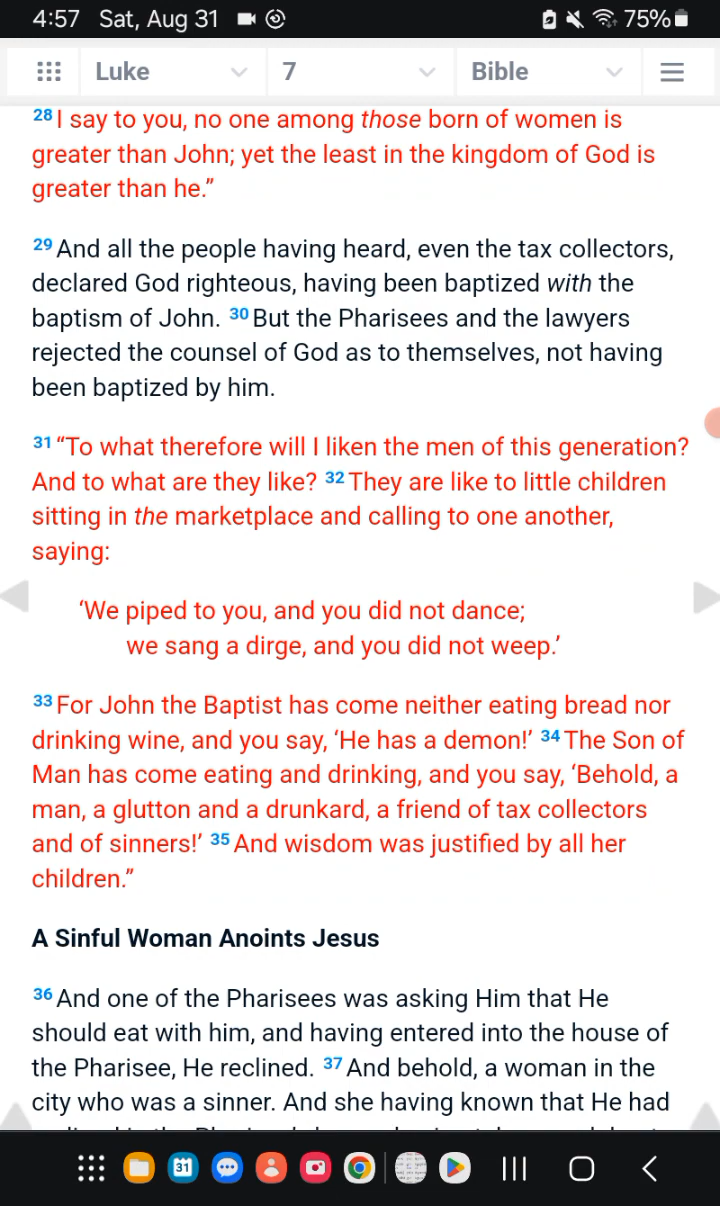 4:57 Sat, Aug 31 75%
Luke 7 Bible
28 I say to you, no one among those born of women is
greater than John; yet the least in the kingdom of God is
greater than he.”
29 And all the people having heard, even the tax collectors,
declared God righteous, having been baptized with the
baptism of John. 30 But the Pharisees and the lawyers
rejected the counsel of God as to themselves, not having
been baptized by him.
31 “To what therefore will I liken the men of this generation?
And to what are they like? 32 They are like to little children
sitting in the marketplace and calling to one another,
saying:
‘We piped to you, and you did not dance;
we sang a dirge, and you did not weep.’
33 For John the Baptist has come neither eating bread nor
drinking wine, and you say, ‘He has a demon!’ 34 The Son of
Man has come eating and drinking, and you say, ‘Behold, a
man, a glutton and a drunkard, a friend of tax collectors
and of sinners!’ 35 And wisdom was justified by all her
children.”
A Sinful Woman Anoints Jesus
36 And one of the Pharisees was asking Him that He
should eat with him, and having entered into the house of
the Pharisee, He reclined. 37 And behold, a woman in the
city who was a sinner. And she having known that He had
31